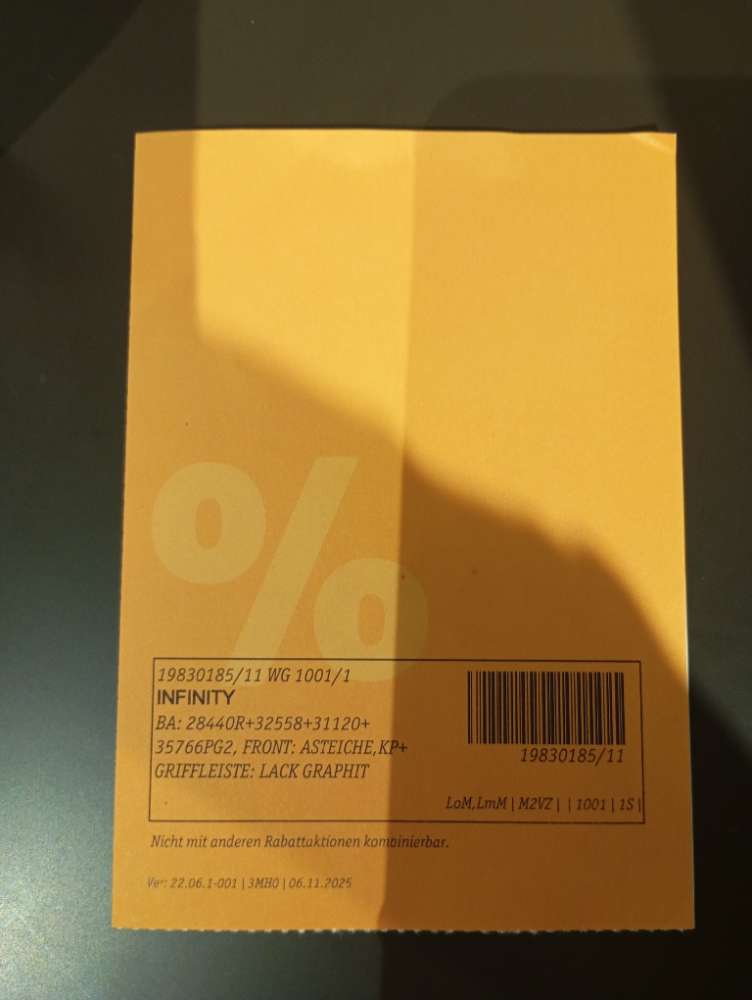 %
19830185/11 WG 1001/1
INFINITY
BA: 28440R+32558+31120+
35766PG2, FRONT: ASTEICHE,KP+
GRIFFLEISTE: LACK GRAPHIT
19830185/11
LoM,LmM | M2VZ | | 1001 | 1S |
Nicht mit anderen Rabattaktionen kombinierbar.
Ver: 22.06.1-001 | 3MH0 | 06.11.2025